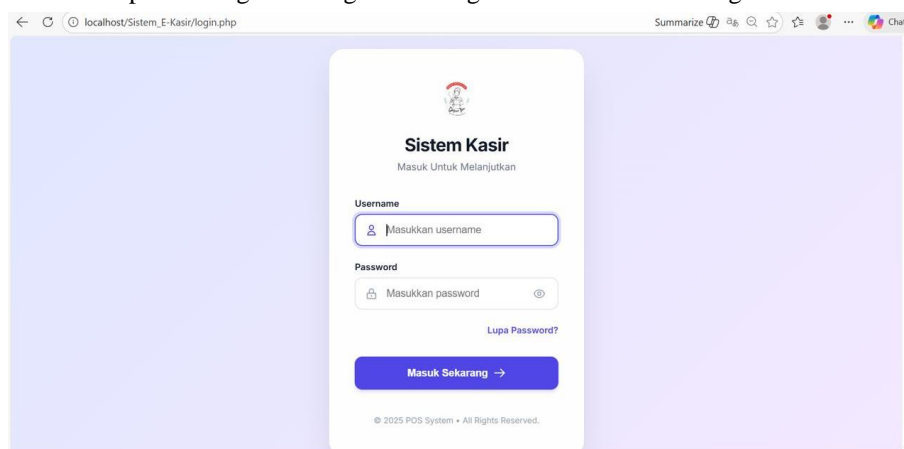 localhost/Sistem_E-Kasir/login.php
Summarize
Chat
Sistem Kasir
Masuk Untuk Melanjutkan
Username
Masukkan username
Password
Masukkan password
Lupa Password?
Masuk Sekarang →
© 2025 POS System • All Rights Reserved.